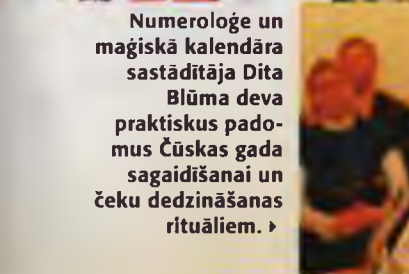 Numeroloģe un
maģiskā kalendāra
sastādītāja Dita
Blūma deva
praktiskus pado-
mus Čūskas gada
sagaidīšanai un
čeku dedzināšanas
rituāliem. ▸